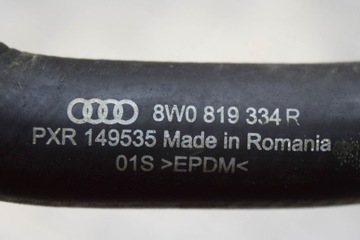 8W0 819 334 R
PXR 149535 Made in Romania
01S >EPDM<